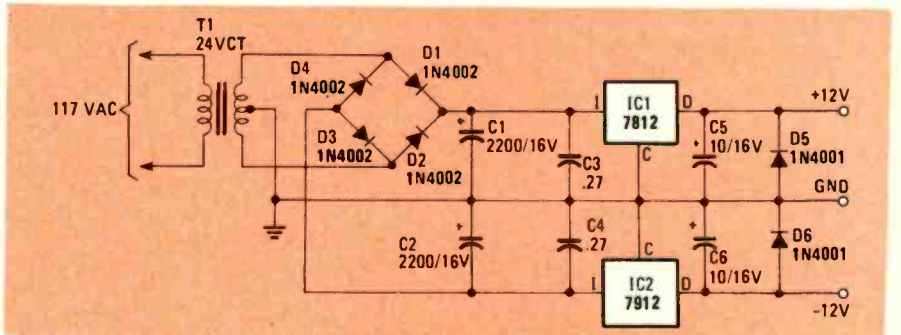 T1
24VCT
117 VAC
D1
1N4002
D4
1N4002
D3
1N4002
D2
1N4002
C1
2200/16V
C3
.27
I
IC1
7812
D
C
C5
10/16V
D5
1N4001
+12V
GND
C2
2200/16V
C4
.27
I
C
IC2
7912
D
C6
10/16V
D6
1N4001
-12V